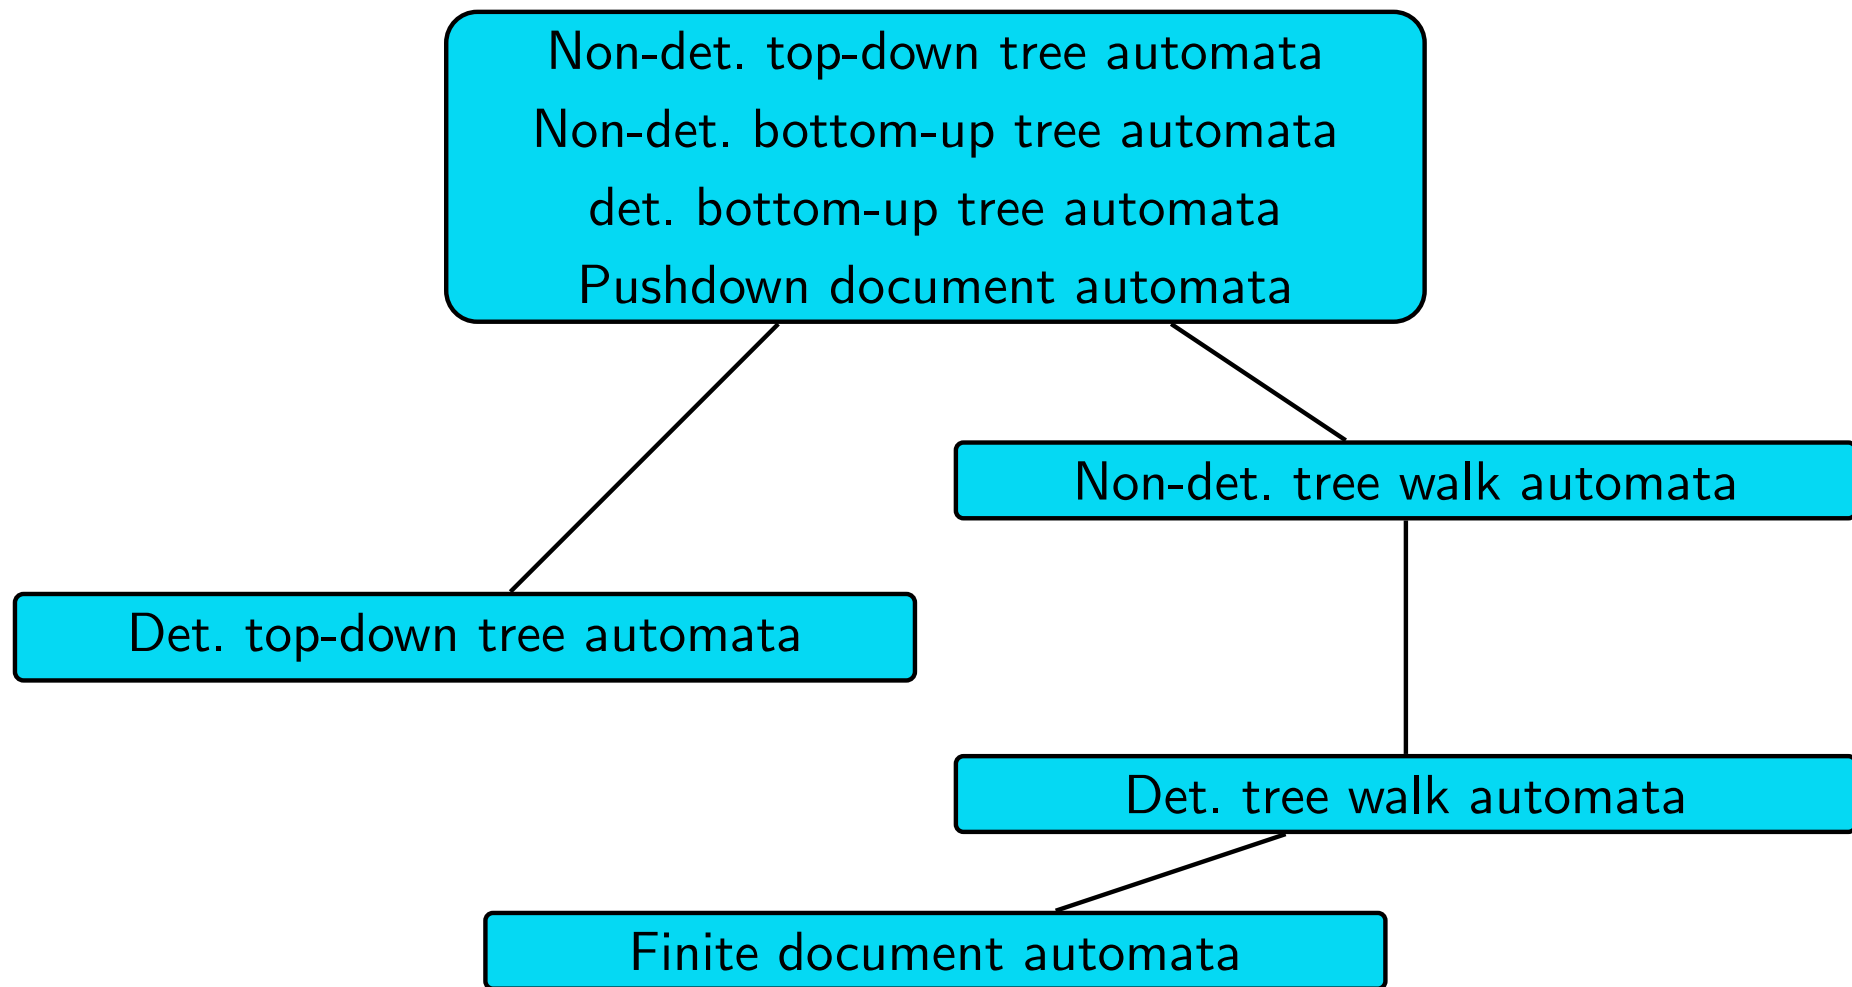 Non-det. top-down tree automata
Non-det. bottom-up tree automata
det. bottom-up tree automata
Pushdown document automata
Non-det. tree walk automata
Det. top-down tree automata
Det. tree walk automata
Finite document automata